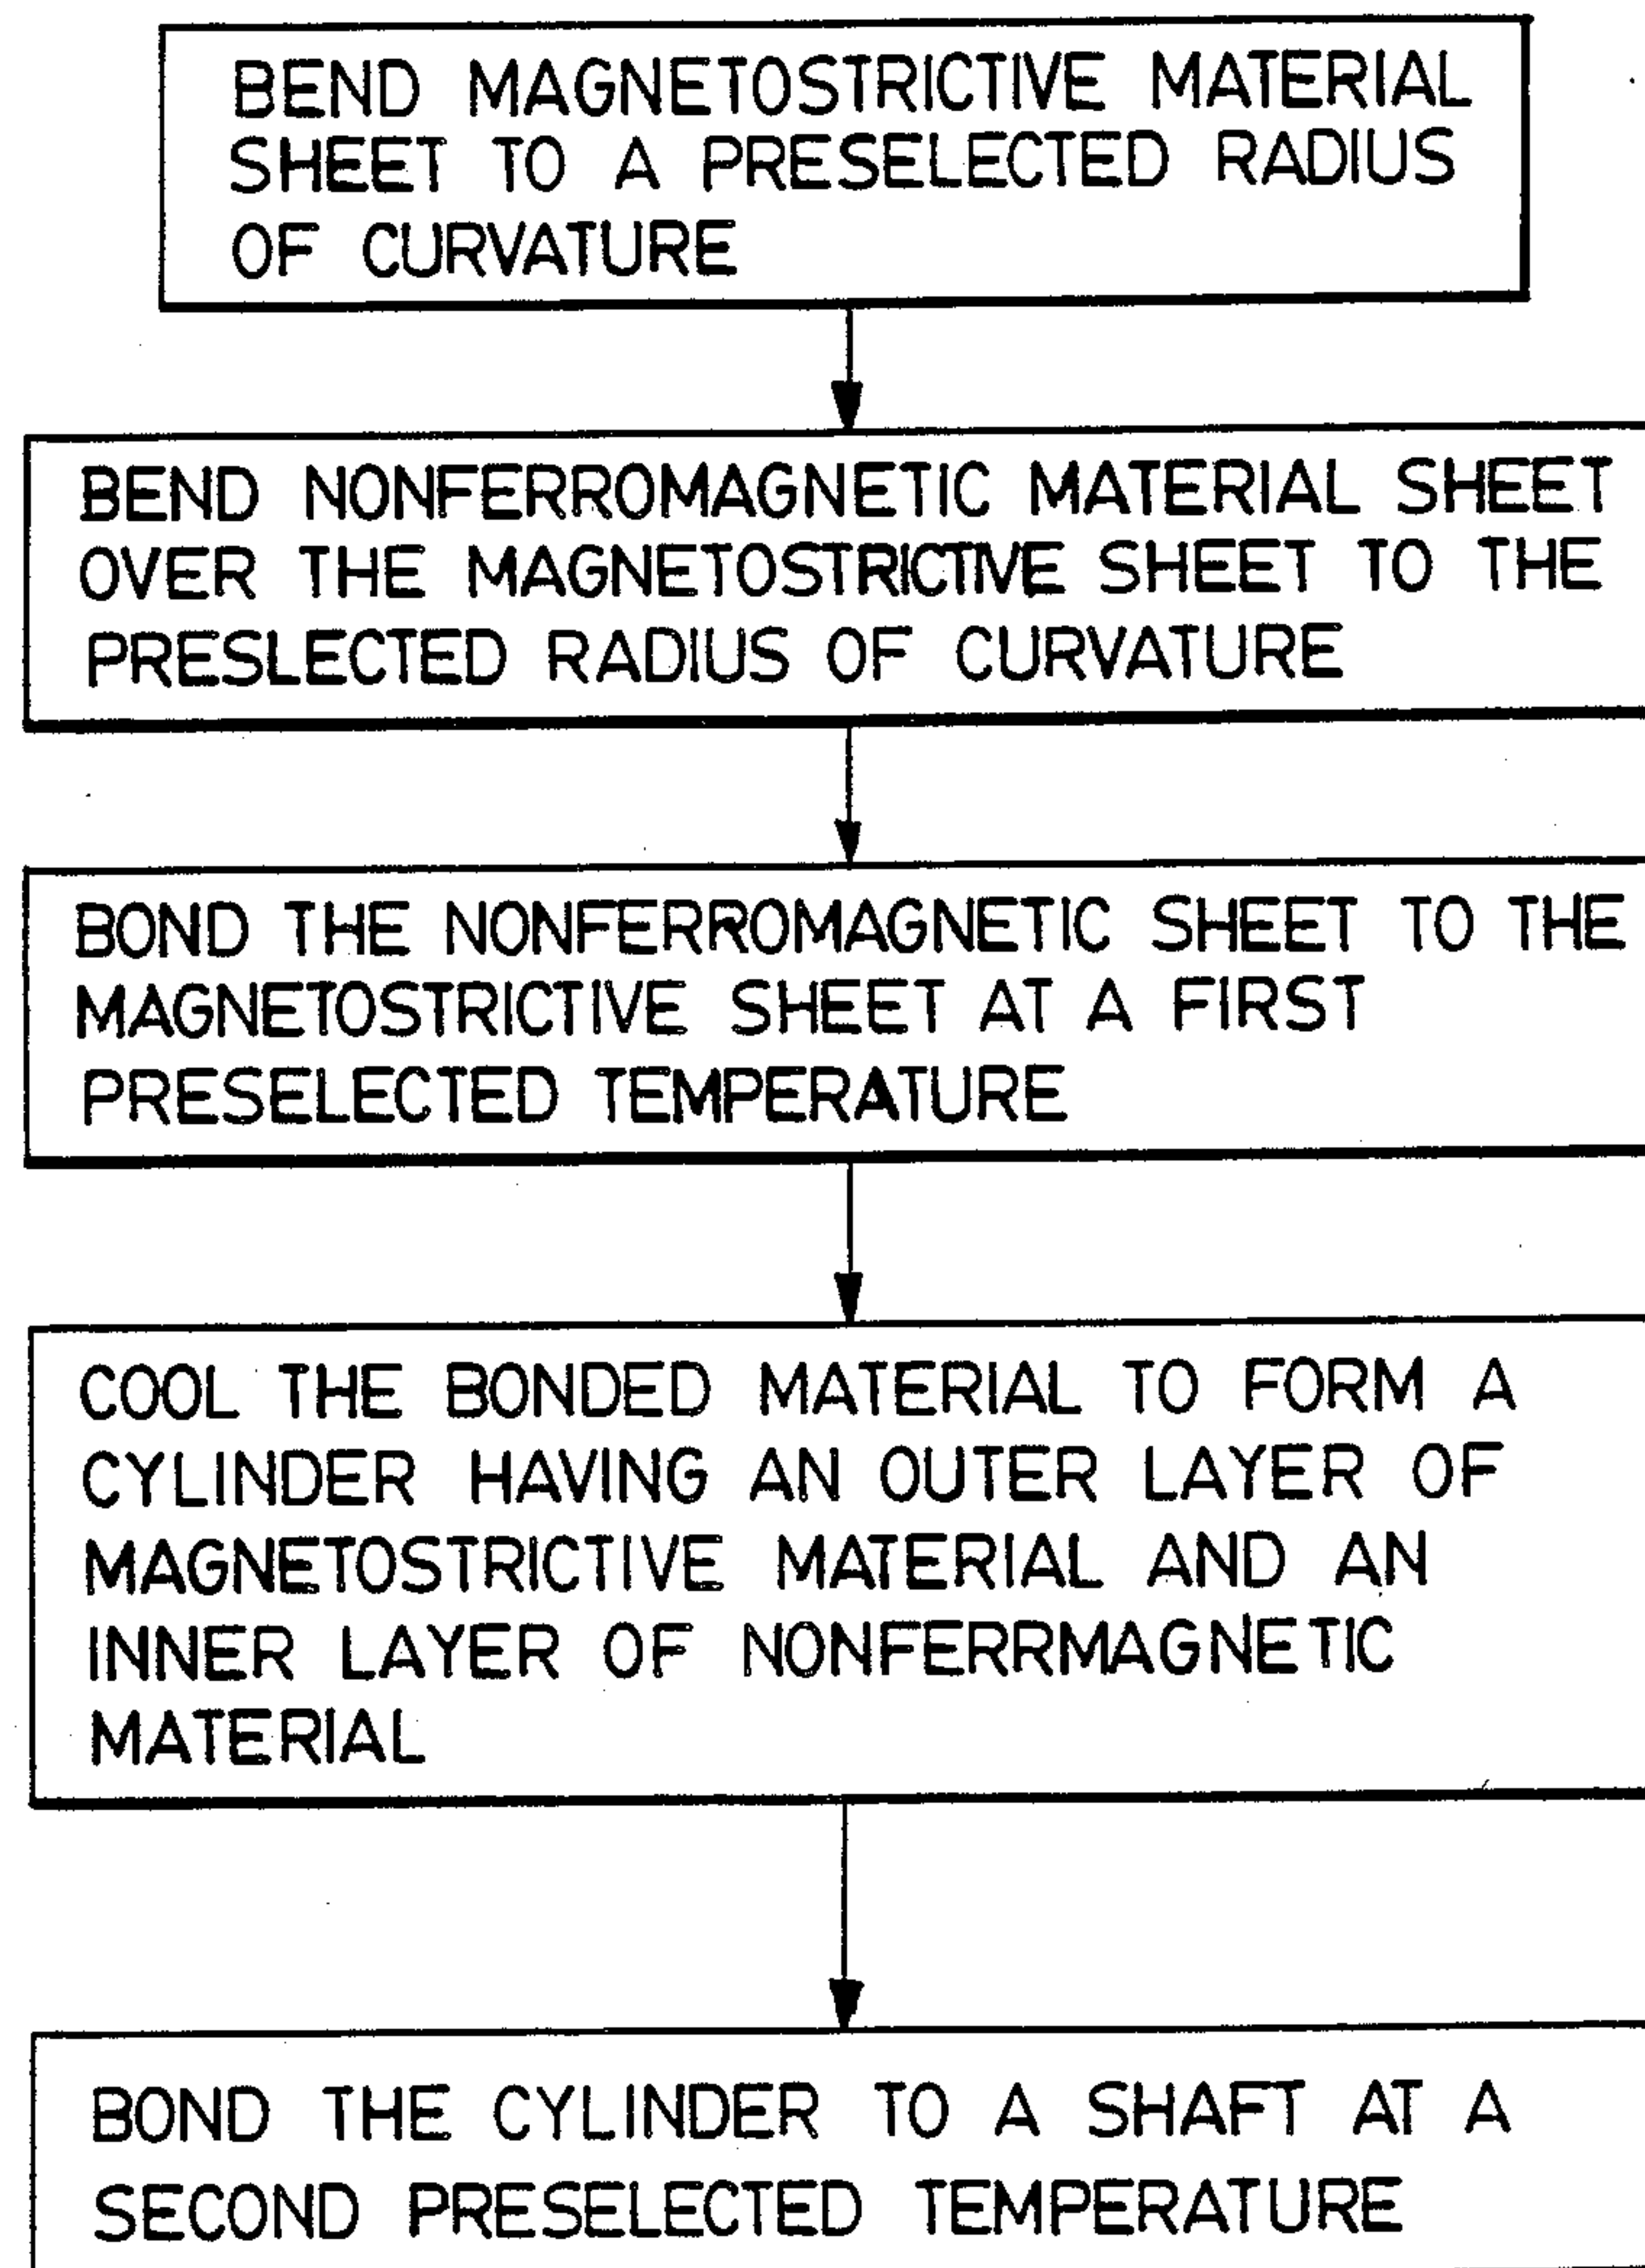 BEND MAGNETOSTRICTIVE MATERIAL
SHEET TO A PRESELECTED RADIUS
OF CURVATURE
BEND NONFERROMAGNETIC MATERIAL SHEET
OVER THE MAGNETOSTRICTIVE SHEET TO THE
PRESLECTED RADIUS OF CURVATURE
BOND THE NONFERROMAGNETIC SHEET TO THE
MAGNETOSTRICTIVE SHEET AT A FIRST
PRESELECTED TEMPERATURE
COOL THE BONDED MATERIAL TO FORM A
CYLINDER HAVING AN OUTER LAYER OF
MAGNETOSTRICTIVE MATERIAL AND AN
INNER LAYER OF NONFERRMAGNETIC
MATERIAL
BOND THE CYLINDER TO A SHAFT AT A
SECOND PRESELECTED TEMPERATURE